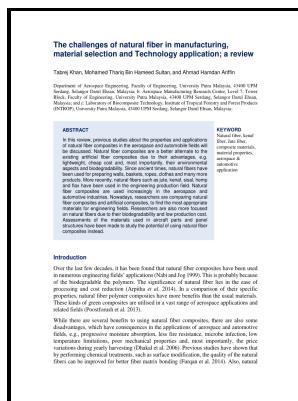 The challenges of natural fiber in manufacturing,
material selection and Technology application; a review
Tabrej Khan, Mohamed Thariq Bin Hameed Sultan, and Ahmad Hamdan Ariffin
Department of Aerospace Engineering, Faculty of Engineering, University Putra Malaysia, 43400 UPM
Serdang, Selangor Darul Ehsan, Malaysia; b Aerospace Manufacturing Research Centre, Level 7, Tower
Block, Faculty of Engineering, University Putra Malaysia, 43400 UPM Serdang, Selangor Darul Ehsan,
Malaysia; and c Laboratory of Biocomposite Technology, Institute of Tropical Forestry and Forest Products
(INTROP), University Putra Malaysia, 43400 UPM Serdang, Selangor Darul Ehsan, Malaysia
ABSTRACT
In this review, previous studies about the properties and applications
of natural fiber composites in the aerospace and automobile fields will
be discussed. Natural fiber composites are a better alternate to the
existing artificial fiber composites due to their advantages, e.g.,
lightweight, cheap cost and, most importantly, their environmental
aspects and biodegradability. Since ancient times, natural fibers have
been used for preparing walls, baskets, ropes, clothes and many more
products. More recently, natural fibers such as jute, kenaf, sisal, hemp
and flax have been used in the engineering production field. Natural
fiber composites are used increasingly in the aerospace and
automotive industries. Nowadays, researchers are comparing natural
fiber composites and artificial composites, to find the most appropriate
materials for engineering fields. Researchers are also more focused
on natural fibers due to their biodegradability and low production cost.
Assessments of the materials used in aircraft parts and panel
structures have been made to study the potential of using natural fiber
composites instead.
KEYWORD
Natural fiber, kenaf
fiber, Jute fiber,
composite materials,
material properties,
aerospace &
automotive
application
Introduction
Over the last few decades, it has been found that natural fiber composites have been used
in numerous engineering fields' applications (Nabi and Jog 1999). This is probably because
of the biodegradable the polymers. The significance of natural fiber lies in the ease of
processing and cost reduction (Arpitha et al. 2014). In a comparison of their specific
properties, natural fiber polymer composites have more benefits than the usual materials.
These kinds of green composites are utilised in a vast range of aerospace applications and
related fields (Poostforush et al. 2013).
While there are several benefits to using natural fiber composites, there are also some
disadvantages, which have consequences in the applications of aerospace and automotive
fields, e.g., progressive moisture absorption, less fire resistance, microbe infection, low
temperature limitations, poor mechanical properties and, most importantly, the price
variations during yearly harvesting (Dhakal et al. 2006). Previous studies have shown that
by performing chemical treatments, such as surface modification, the quality of the natural
fibers can be improved for better fiber matrix bonding (Furqan et al. 2014). Also, natural